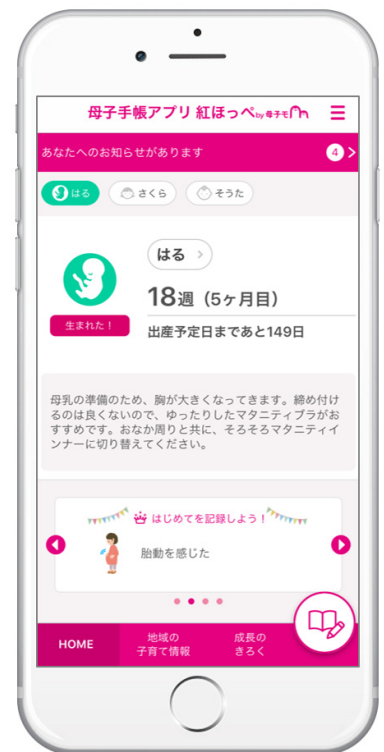 母子手帳アプリ 紅ほっぺby母子モ
あなたへのお知らせがあります 4
はる さくら そうた
はる
18週（5ヶ月目）
生まれた！
出産予定日まであと149日
母乳の準備のため、胸が大きくなってきます。締め付け
るのは良くないので、ゆったりしたマタニティブラがお
すすめです。おなか周りと共に、そろそろマタニティイ
ンナーに切り替えてください。
はじめてを記録しよう！
胎動を感じた
HOME
地域の
子育て情報
成長の
きろく